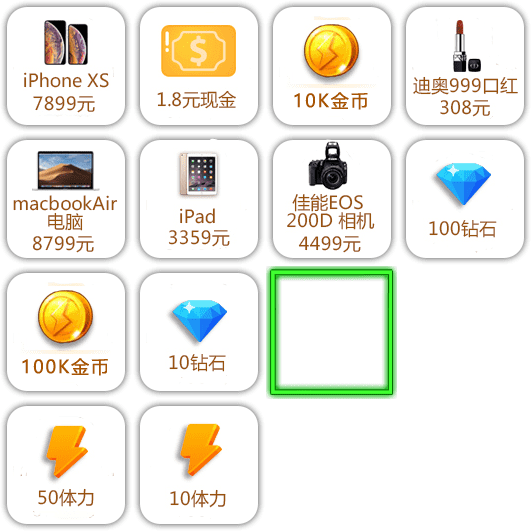 iPhone XS
7899元
1.8元现金
10K金币
迪奥999口红
308元
macbookAir
电脑
8799元
iPad
3359元
佳能EOS
200D 相机
4499元
100钻石
100K金币
10钻石
50体力
10体力